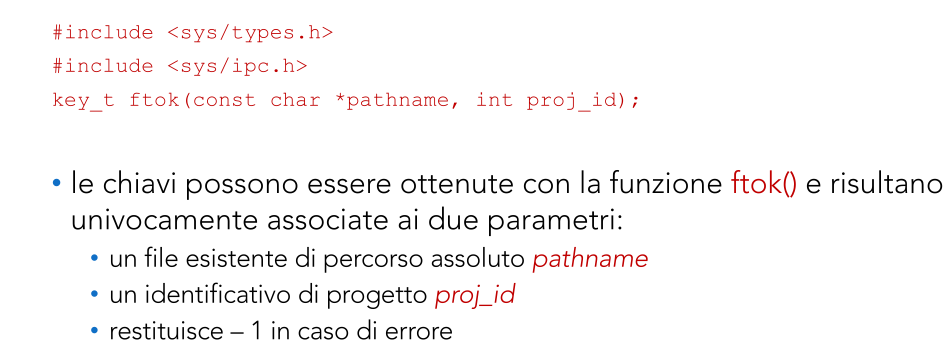 #include <sys/types.h>
#include <sys/ipc.h>
key_t ftok(const char *pathname, int proj_id);
• le chiavi possono essere ottenute con la funzione ftok() e risultano
univocamente associate ai due parametri:
• un file esistente di percorso assoluto pathname
• un identificativo di progetto proj_id
• restituisce – 1 in caso di errore